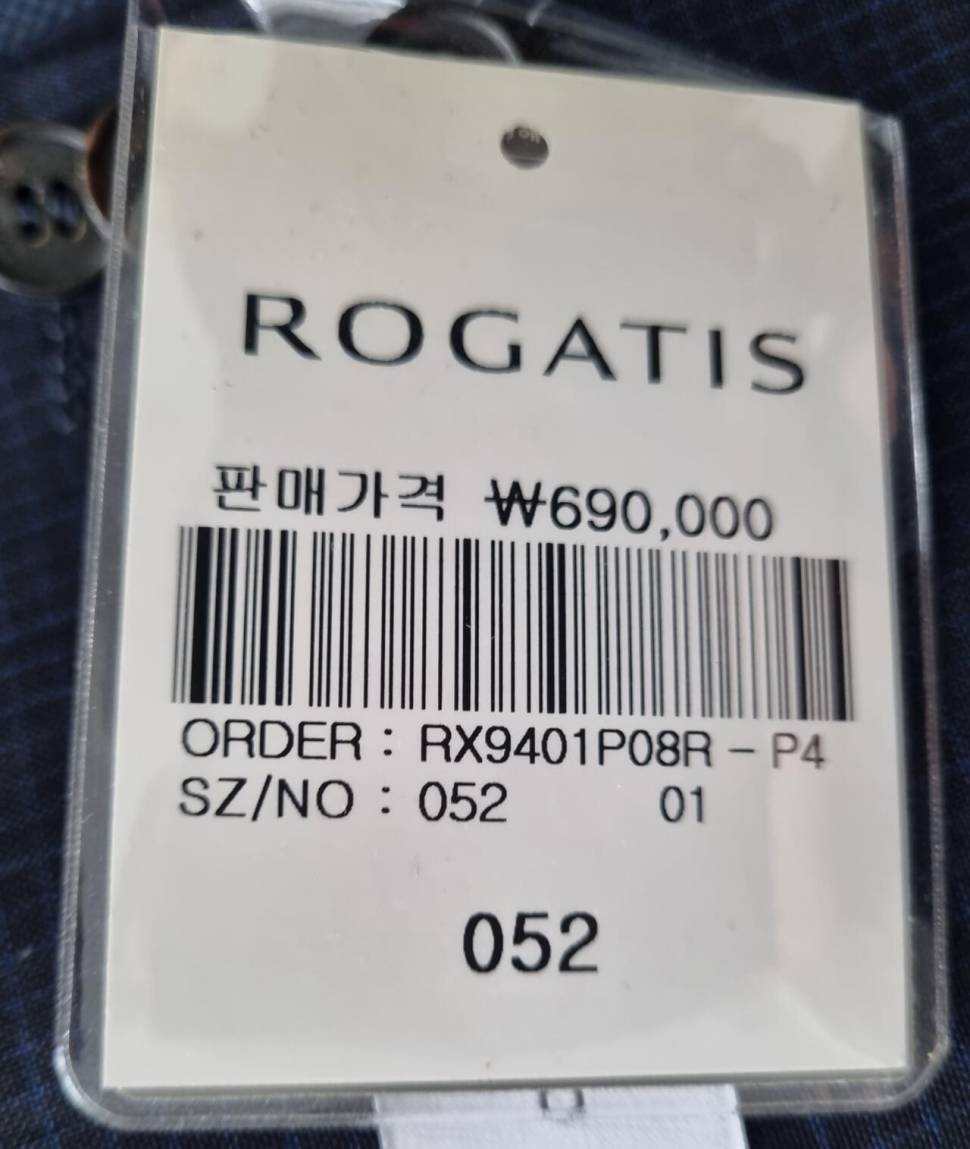 ROGATIS
판매가격 ₩690,000
ORDER : RX9401P08R - P4
SZ/NO : 052 01
052